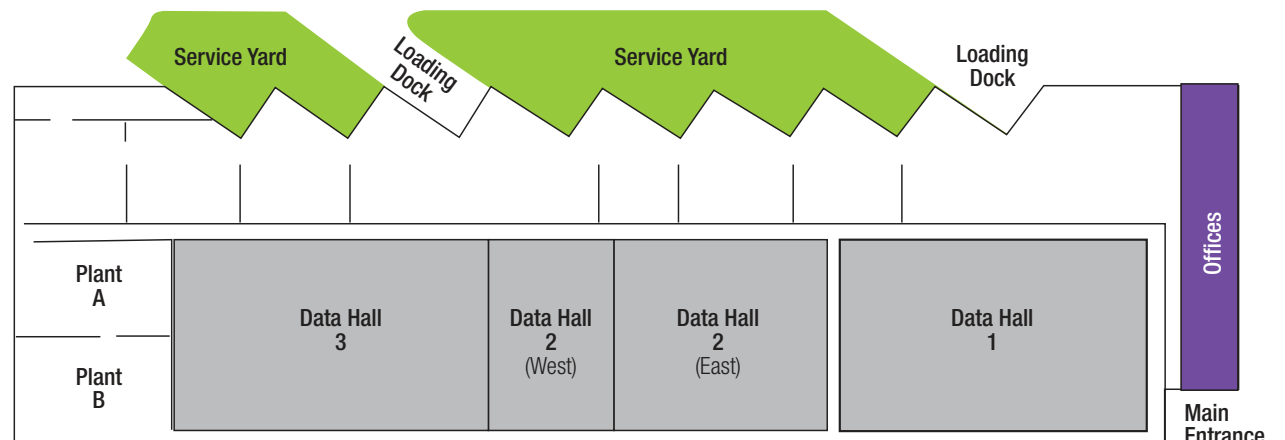 Service Yard
Loading
Dock
Service Yard
Loading
Dock
Offices
Plant
A
Data Hall
3
Data Hall
2
(West)
Data Hall
2
(East)
Data Hall
1
Plant
B
Main
Entrance